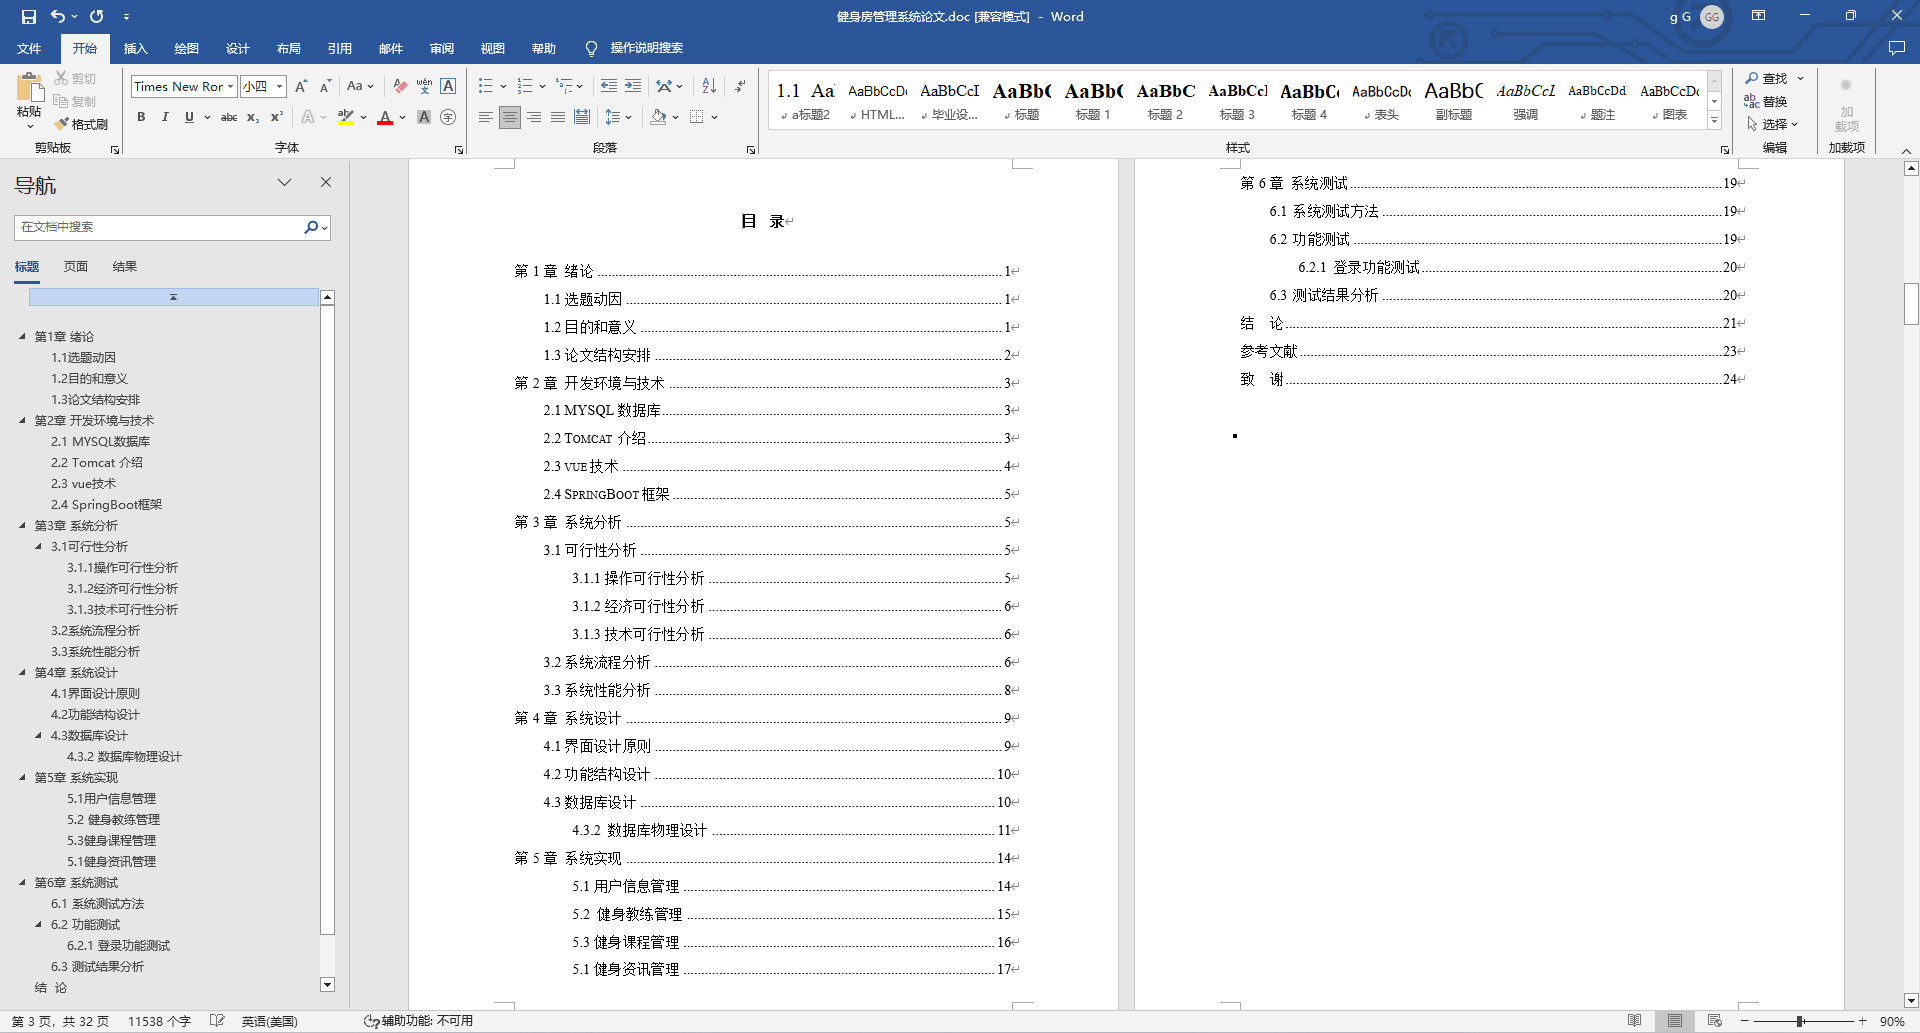 健身房管理系统论文.doc [兼容模式] - Word
g G
GG
文件 开始 插入 绘图 设计 布局 引用 邮件 审阅 视图 帮助 操作说明搜索
粘贴
剪切
复制
格式刷
剪贴板
Times New Ror
小四
字体
段落
1.1 Aa AaBbCcDc AaBbCcI AaBb( AaBb( AaBbC AaBbCcI AaBbC( AaBbCcDc AaBbC AaBbCcL AaBbCcDd AaBbCcDc
a标题2 HTML... 毕业设... 标题 标题 1 标题 2 标题 3 标题 4 表头 副标题 强调 题注 图表
样式
查找
替换
选择
编辑
加载项
加载项
导航
在文档中搜索
标题 页面 结果
第1章 绪论
1.1选题动因
1.2目的和意义
1.3论文结构安排
第2章 开发环境与技术
2.1 MYSQL数据库
2.2 Tomcat 介绍
2.3 vue技术
2.4 SpringBoot框架
第3章 系统分析
3.1可行性分析
3.1.1操作可行性分析
3.1.2经济可行性分析
3.1.3技术可行性分析
3.2系统流程分析
3.3系统性能分析
第4章 系统设计
4.1界面设计原则
4.2功能结构设计
4.3数据库设计
4.3.2 数据库物理设计
第5章 系统实现
5.1用户信息管理
5.2 健身教练管理
5.3健身课程管理
5.1健身资讯管理
第6章 系统测试
6.1 系统测试方法
6.2 功能测试
6.2.1 登录功能测试
6.3 测试结果分析
结 论
目 录
第 1 章 绪论 1
1.1 选题动因 1
1.2 目的和意义 1
1.3 论文结构安排 2
第 2 章 开发环境与技术 3
2.1 MYSQL 数据库 3
2.2 TOMCAT 介绍 3
2.3 VUE 技术 4
2.4 SPRINGBOOT 框架 5
第 3 章 系统分析 5
3.1 可行性分析 5
3.1.1 操作可行性分析 5
3.1.2 经济可行性分析 6
3.1.3 技术可行性分析 6
3.2 系统流程分析 6
3.3 系统性能分析 8
第 4 章 系统设计 9
4.1 界面设计原则 9
4.2 功能结构设计 10
4.3 数据库设计 10
4.3.2 数据库物理设计 11
第 5 章 系统实现 14
5.1 用户信息管理 14
5.2 健身教练管理 15
5.3 健身课程管理 16
5.1 健身资讯管理 17
第 6 章 系统测试 19
6.1 系统测试方法 19
6.2 功能测试 19
6.2.1 登录功能测试 20
6.3 测试结果分析 20
结 论 21
参考文献 23
致 谢 24
第 3 页，共 32 页 11538 个字 英语(美国) 辅助功能: 不可用
90%